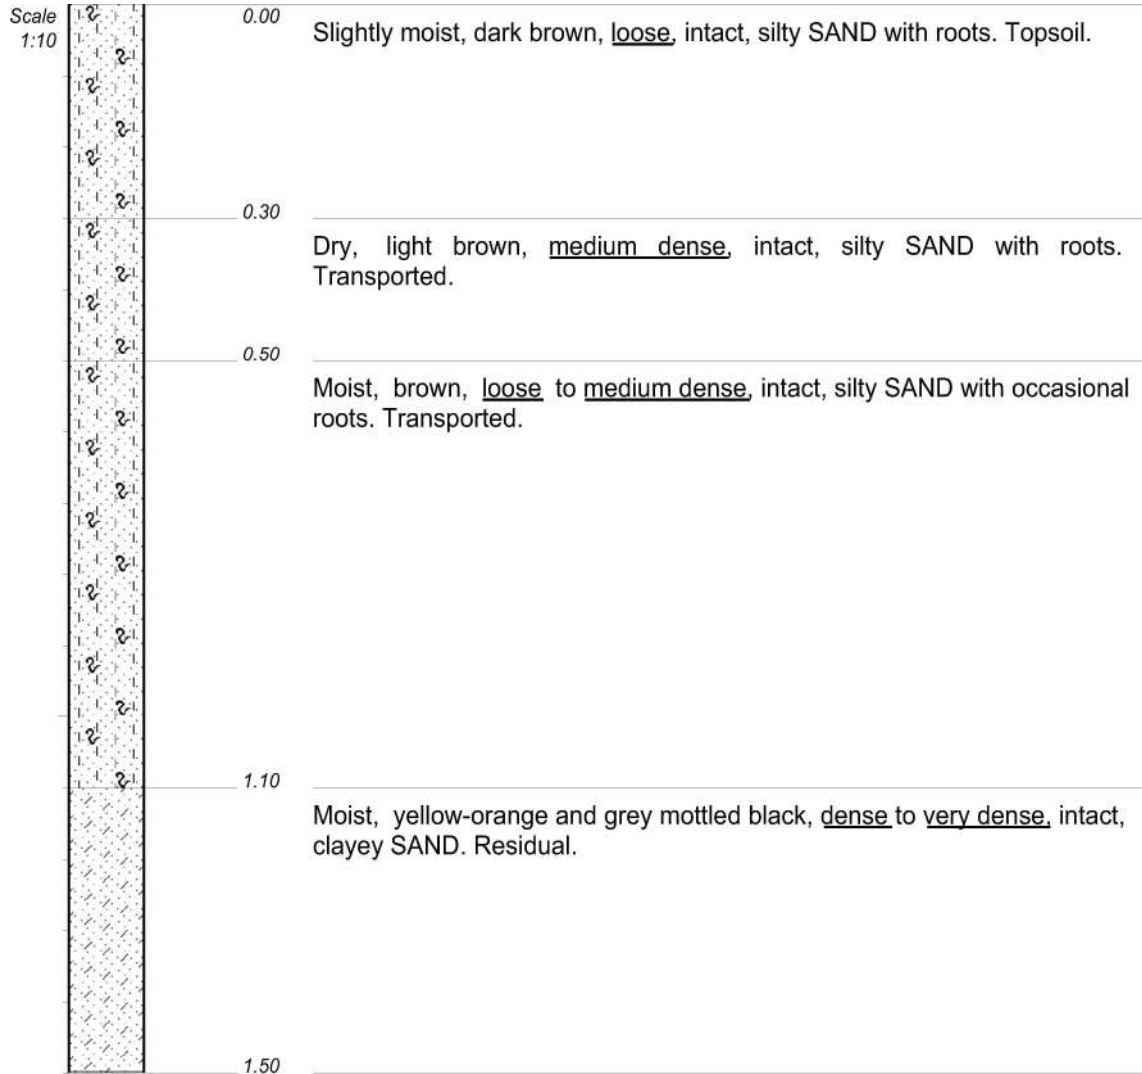 Scale
1:10
0.00
Slightly moist, dark brown, loose, intact, silty SAND with roots. Topsoil.
0.30
Dry, light brown, medium dense, intact, silty SAND with roots.
Transported.
0.50
Moist, brown, loose to medium dense, intact, silty SAND with occasional
roots. Transported.
1.10
Moist, yellow-orange and grey mottled black, dense to very dense, intact,
clayey SAND. Residual.
1.50